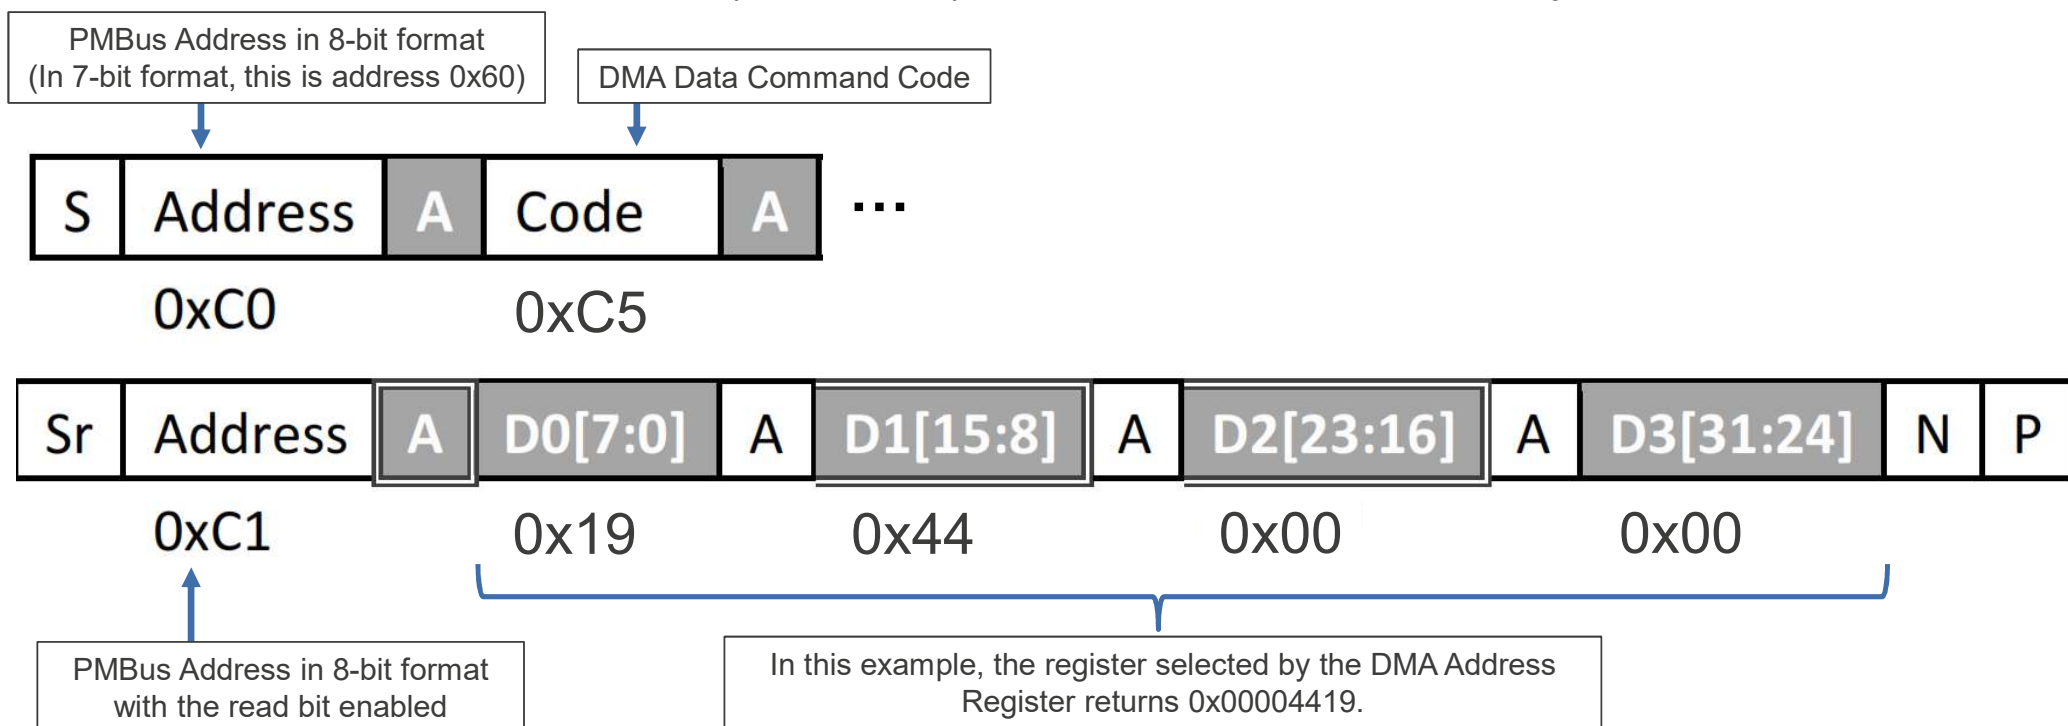 PMBus Address in 8-bit format
(In 7-bit format, this is address 0x60)
DMA Data Command Code
S Address A Code A ...
0xC0 0xC5
Sr Address A D0[7:0] A D1[15:8] A D2[23:16] A D3[31:24] N P
0xC1 0x19 0x44 0x00 0x00
PMBus Address in 8-bit format
with the read bit enabled
In this example, the register selected by the DMA Address
Register returns 0x00004419.